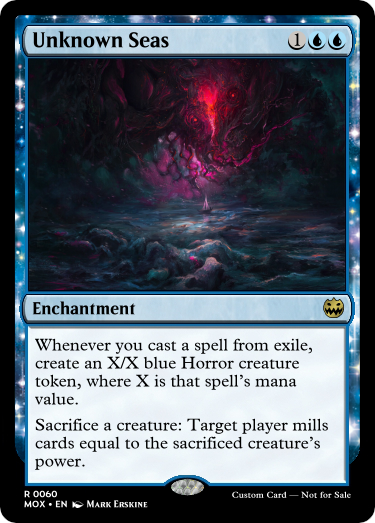 Unknown Seas 1
Enchantment
Whenever you cast a spell from exile,
create an X/X blue Horror creature
token, where X is that spell's mana
value.
Sacrifice a creature: Target player mills
cards equal to the sacrificed creature's
power.
R 0060
MOX • EN Mark Erskine
Custom Card — Not for Sale